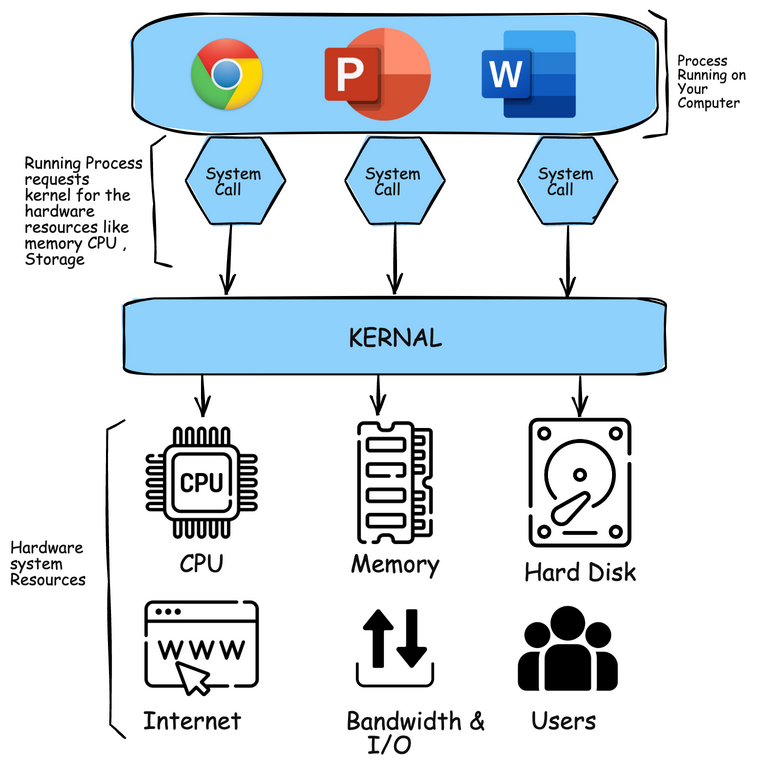 P
W
Process
Running on
Your
Computer
System
Call
System
Call
System
Call
Running Process
requests
kernel for the
hardware
resources like
memory CPU ,
Storage
KERNAL
CPU
CPU
Memory
Hard Disk
Hardware
system
Resources
WWW
Internet
Bandwidth &
I/O
Users